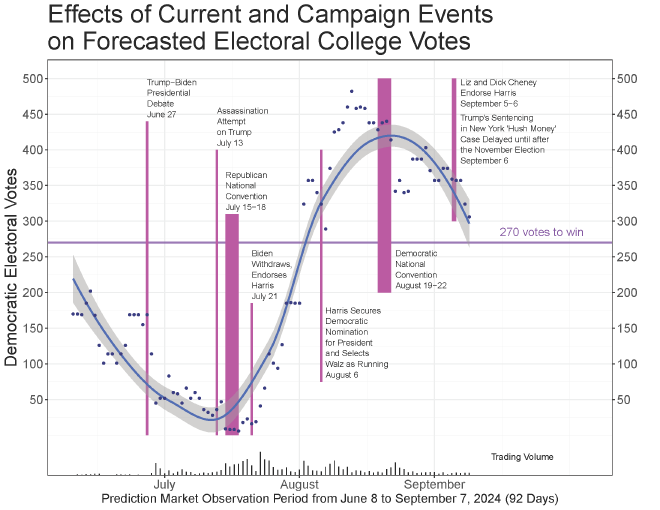 Effects of Current and Campaign Events
on Forecasted Electoral College Votes
Democratic Electoral Votes
500
450
400
350
300
250
200
150
100
50
500
450
400
350
300
250
200
150
100
50
Trump−Biden
Presidential
Debate
June 27
Assassination
Attempt
on Trump
July 13
Republican
National
Convention
July 15−18
Biden
Withdraws,
Endorses
Harris
July 21
Harris Secures
Democratic
Nomination
for President
and Selects
Walz as Running
August 6
Democratic
National
Convention
August 19−22
Liz and Dick Cheney
Endorse Harris
September 5−6
Trump's Sentencing
in New York 'Hush Money'
Case Delayed until after
the November Election
September 6
270 votes to win
Trading Volume
July
August
September
Prediction Market Observation Period from June 8 to September 7, 2024 (92 Days)